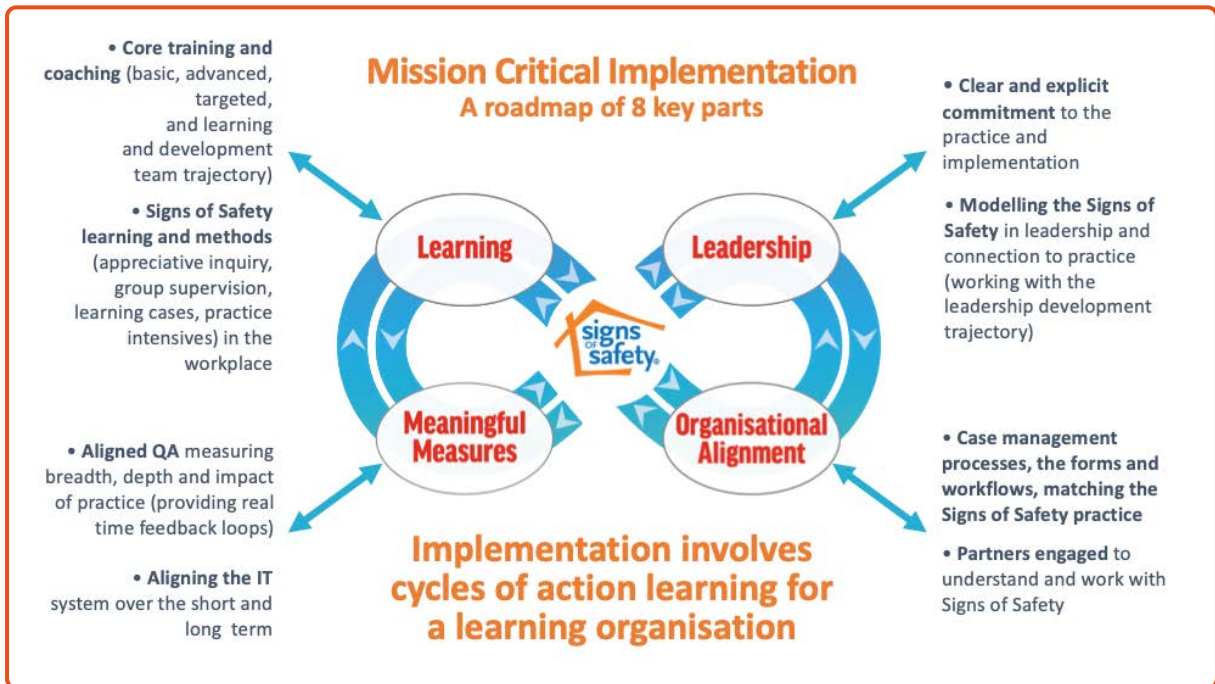 Mission Critical Implementation
A roadmap of 8 key parts
• Core training and
coaching (basic, advanced,
targeted,
and learning
and development
team trajectory)
• Signs of Safety
learning and methods
(appreciative inquiry,
group supervision,
learning cases, practice
intensives) in the
workplace
• Aligned QA measuring
breadth, depth and impact
of practice (providing real
time feedback loops)
• Aligning the IT
system over the short and
long term
Learning
Leadership
signs
OF
safety®
Meaningful
Measures
Organisational
Alignment
• Clear and explicit
commitment to the
practice and
implementation
• Modelling the Signs of
Safety in leadership and
connection to practice
(working with the
leadership development
trajectory)
• Case management
processes, the forms and
workflows, matching the
Signs of Safety practice
• Partners engaged to
understand and work with
Signs of Safety
Implementation involves
cycles of action learning for
a learning organisation